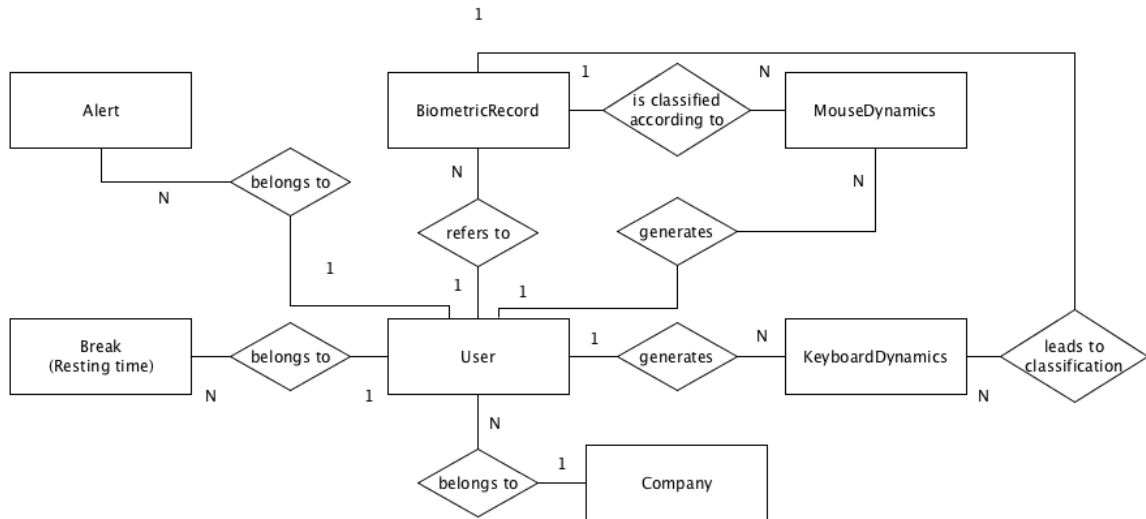 1
1
N
Alert
BiometricRecord
is classified
according to
MouseDynamics
N
belongs to
N
N
refers to
generates
1
1
1
Break
(Resting time)
belongs to
User
1
generates
N
KeyboardDynamics
leads to
classification
N
1
N
N
belongs to
1
Company